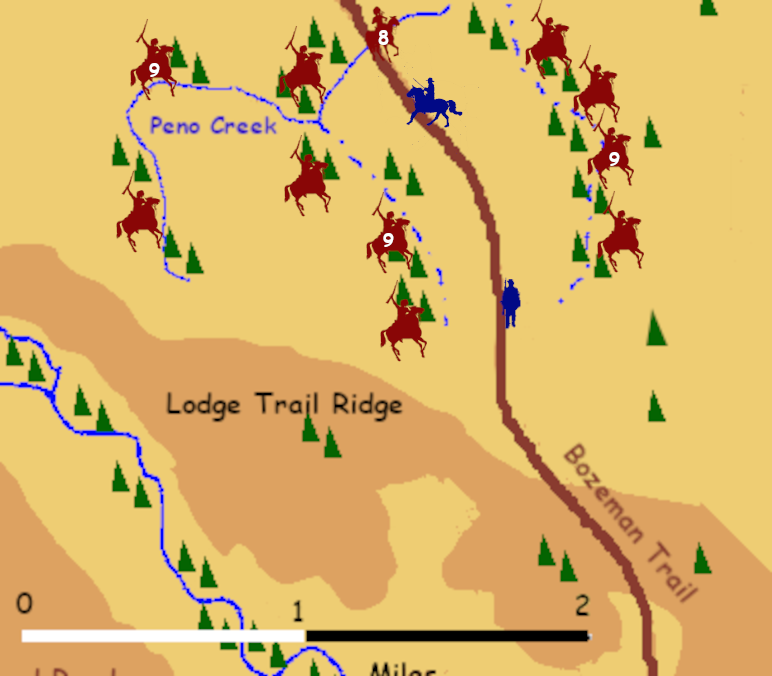 8
9
Peno Creek
9
9
Lodge Trail Ridge
Bozeman Trail
0 1 2
Miles